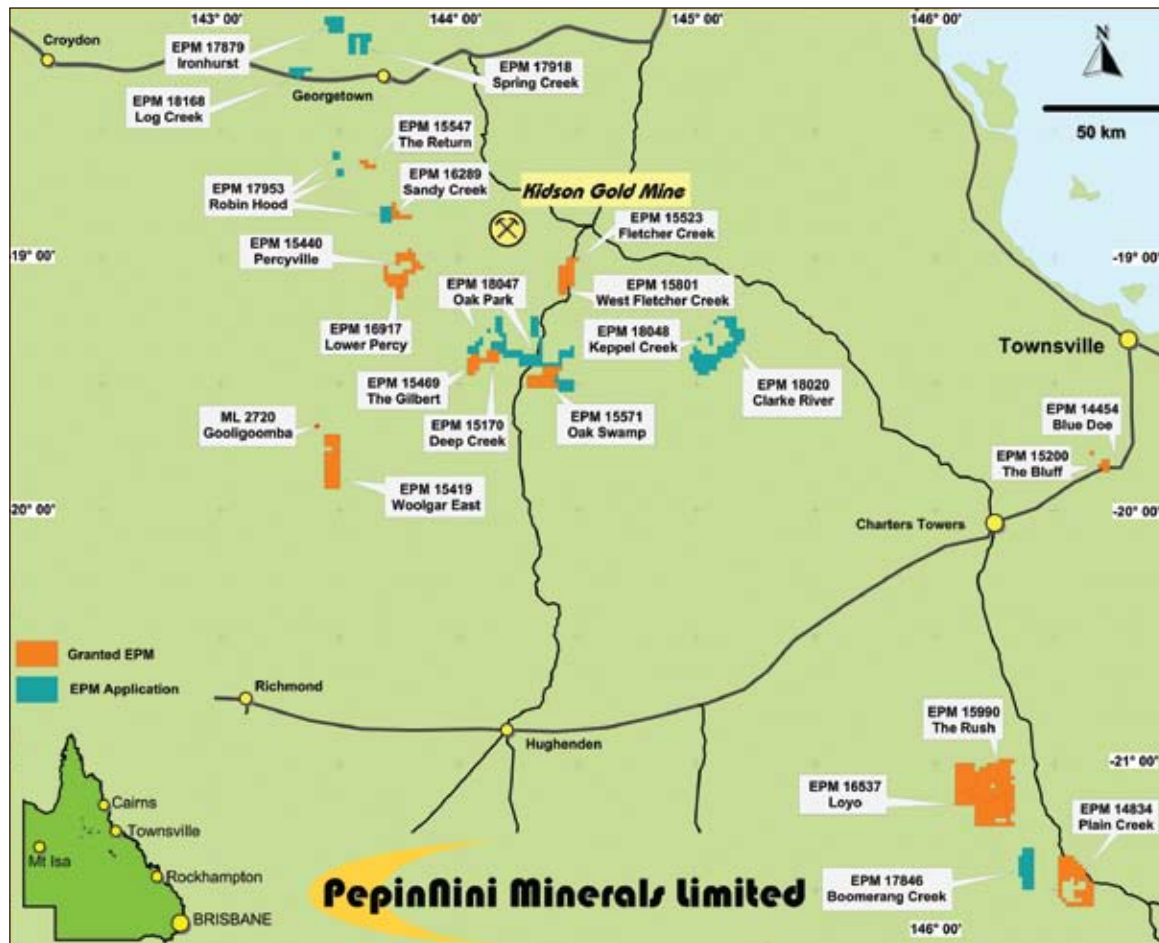 143° 00'
144° 00'
145° 00'
146° 00'
Croydon
EPM 17879
Ironhurst
EPM 17918
Spring Creek
EPM 18168
Log Creek
Georgetown
N
50 km
EPM 15547
The Return
EPM 16289
Sandy Creek
EPM 17953
Robin Hood
Kidson Gold Mine
EPM 15523
Fletcher Creek
-19° 00'
-19° 00'
EPM 15440
Percyville
EPM 18047
Oak Park
EPM 15801
West Fletcher Creek
EPM 16917
Lower Percy
EPM 18048
Keppel Creek
Townsville
EPM 15469
The Gilbert
EPM 18020
Clarke River
EPM 15170
Deep Creek
EPM 15571
Oak Swamp
ML 2720
Gooligoomba
EPM 14454
Blue Doe
EPM 15200
The Bluff
EPM 15419
Woolgar East
-20° 00'
-20° 00'
Charters Towers
Granted EPM
EPM Application
Richmond
Hughenden
EPM 15990
The Rush
-21° 00'
EPM 16537
Loyo
EPM 14834
Plain Creek
EPM 17846
Boomerang Creek
146° 00'
Cairns
Townsville
Mt Isa
Rockhampton
BRISBANE
PepinNini Minerals Limited